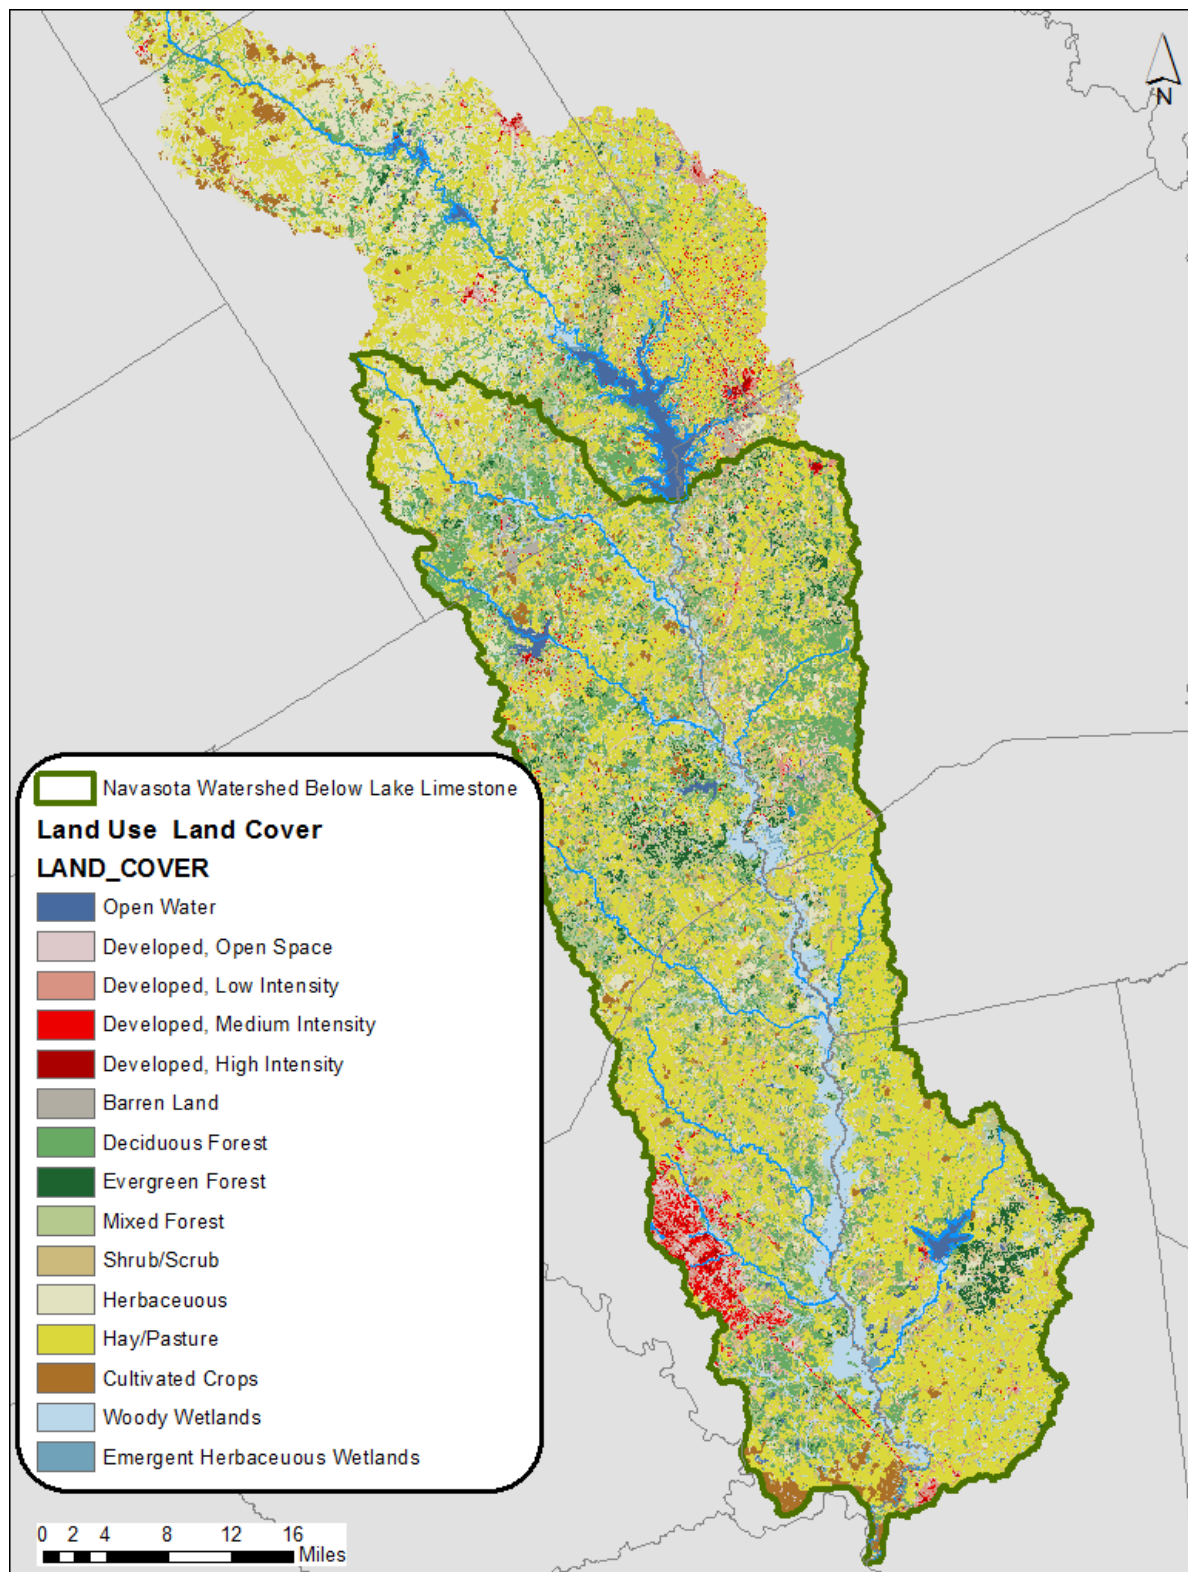 N
Navasota Watershed Below Lake Limestone
Land Use Land Cover
LAND_COVER
Open Water
Developed, Open Space
Developed, Low Intensity
Developed, Medium Intensity
Developed, High Intensity
Barren Land
Deciduous Forest
Evergreen Forest
Mixed Forest
Shrub/Scrub
Herbaceuous
Hay/Pasture
Cultivated Crops
Woody Wetlands
Emergent Herbaceuous Wetlands
0 2 4 8 12 16
Miles